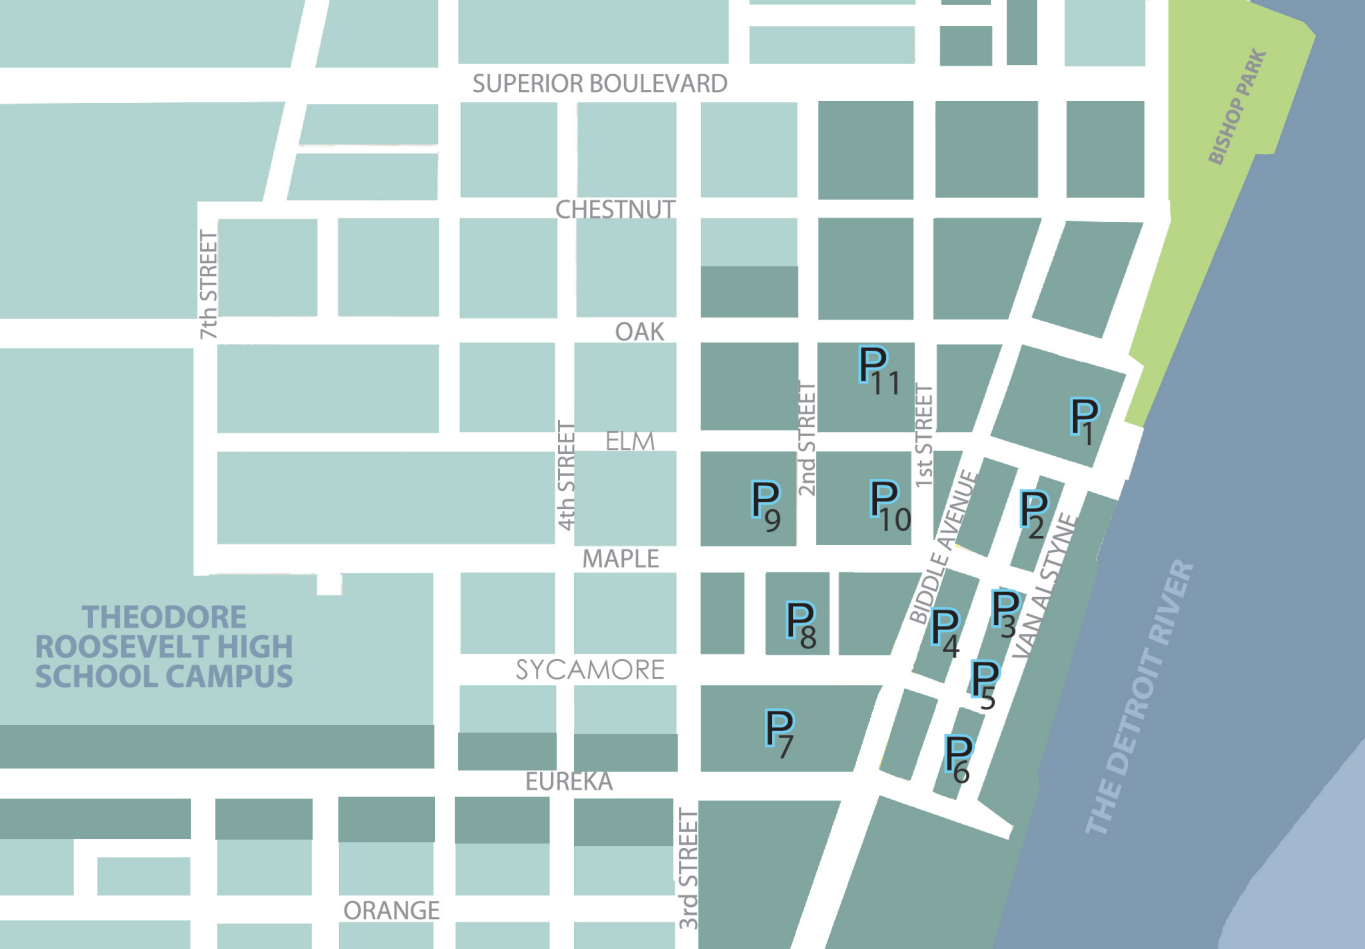 SUPERIOR BOULEVARD
BISHOP PARK
CHESTNUT
7th STREET
OAK
P11
P1
2nd STREET
1st STREET
ELM
4th STREET
P9
P10
P2
BIDDLE AVENUE
VAN ALSTYNE
MAPLE
THE DETROIT RIVER
THEODORE
ROOSEVELT HIGH
SCHOOL CAMPUS
P8
P4
P3
SYCAMORE
P5
P7
P6
EUREKA
3rd STREET
ORANGE